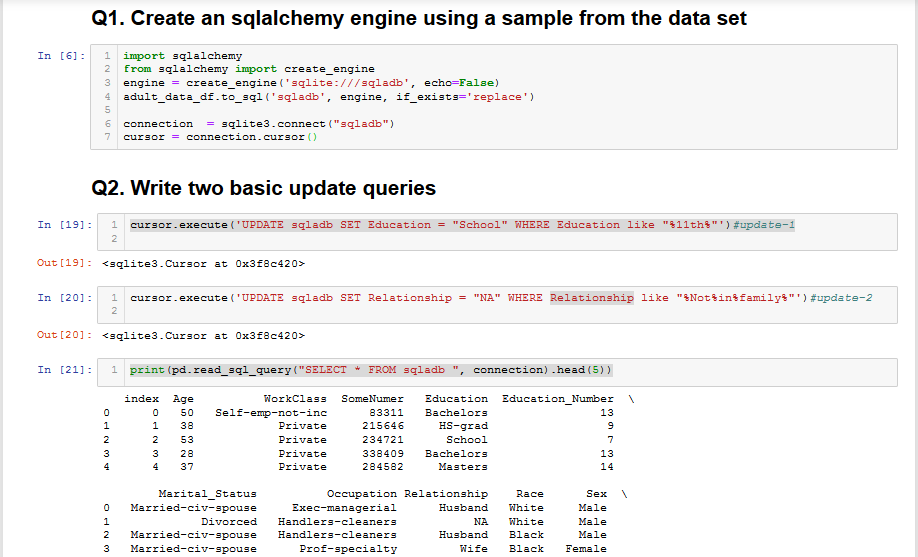 Q1. Create an sqlalchemy engine using a sample from the data set
In [6]:
1 import sqlalchemy
2 from sqlalchemy import create_engine
3 engine = create_engine('sqlite:///sqladb', echo=False)
4 adult_data_df.to_sql('sqladb', engine, if_exists='replace')
5
6 connection  = sqlite3.connect("sqladb")
7 cursor = connection.cursor()
Q2. Write two basic update queries
In [19]:
1 cursor.execute('UPDATE sqladb SET Education = "School" WHERE Education like "%11th%"')#update-1
2
Out[19]: <sqlite3.Cursor at 0x3f8c420>
In [20]:
1 cursor.execute('UPDATE sqladb SET Relationship = "NA" WHERE Relationship like "%Not%in%family%"')#update-2
2
Out[20]: <sqlite3.Cursor at 0x3f8c420>
In [21]:
1 print(pd.read_sql_query("SELECT * FROM sqladb ", connection).head(5))
index Age WorkClass SomeNumer Education Education_Number \
0 0 50 Self-emp-not-inc 83311 Bachelors 13
1 1 38 Private 215646 HS-grad 9
2 2 53 Private 234721 School 7
3 3 28 Private 338409 Bachelors 13
4 4 37 Private 284582 Masters 14
Marital_Status Occupation Relationship Race Sex \
0 Married-civ-spouse Exec-managerial Husband White Male
1 Divorced Handlers-cleaners NA White Male
2 Married-civ-spouse Handlers-cleaners Husband Black Male
3 Married-civ-spouse Prof-specialty Wife Black Female